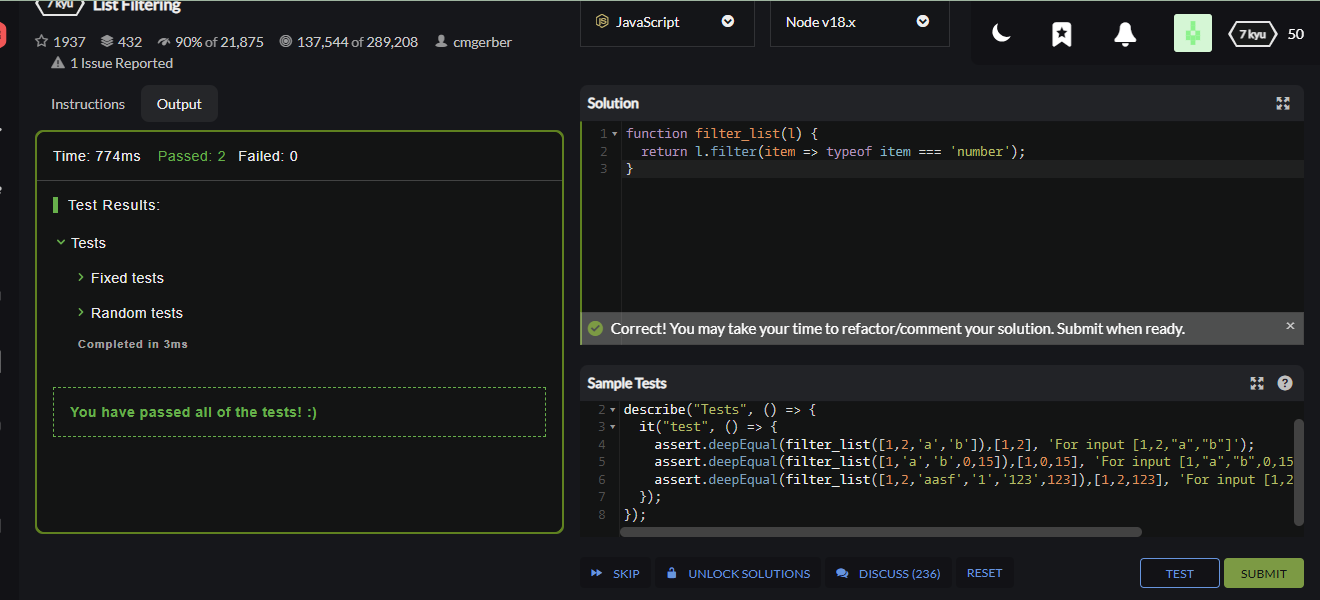 7 kyu List Filtering
1937 432 90% of 21,875 137,544 of 289,208 cmgerber
1 Issue Reported
JavaScript
Node v18.x
7 kyu 50
Instructions Output
Time: 774ms Passed: 2 Failed: 0
Test Results:
Tests
Fixed tests
Random tests
Completed in 3ms
You have passed all of the tests! :)
Solution
1 function filter_list(l) {
2 return l.filter(item => typeof item === 'number');
3 }
Correct! You may take your time to refactor/comment your solution. Submit when ready. ×
Sample Tests ?
2 describe("Tests", () => {
3 it("test", () => {
4 assert.deepEqual(filter_list([1,2,'a','b']),[1,2], 'For input [1,2,"a","b"]');
5 assert.deepEqual(filter_list([1,'a','b',0,15]),[1,0,15], 'For input [1,"a","b",0,15
6 assert.deepEqual(filter_list([1,2,'aasf','1','123',123]),[1,2,123], 'For input [1,2
7 });
8 });
SKIP UNLOCK SOLUTIONS DISCUSS (236) RESET TEST SUBMIT